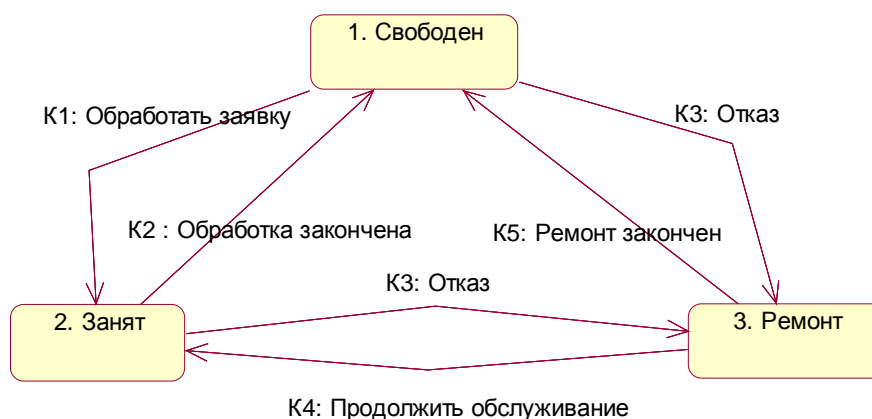 1. Свободен
К1: Обработать заявку
К3: Отказ
К2 : Обработка закончена
К5: Ремонт закончен
К3: Отказ
2. Занят
3. Ремонт
К4: Продолжить обслуживание